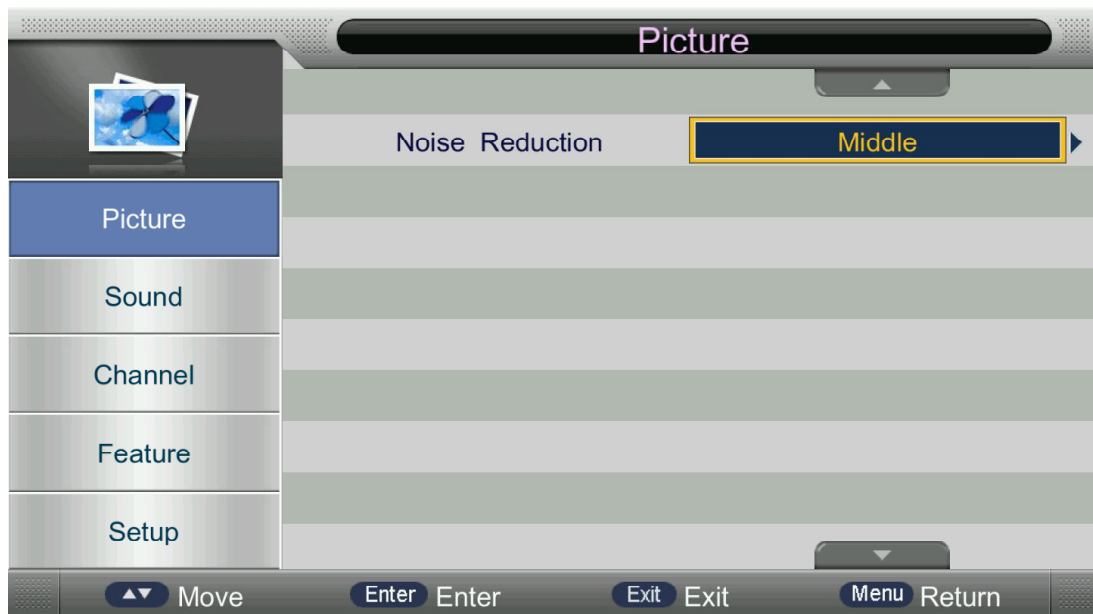 Picture
Noise Reduction Middle
Picture
Sound
Channel
Feature
Setup
Move Enter Enter Exit Exit Menu Return